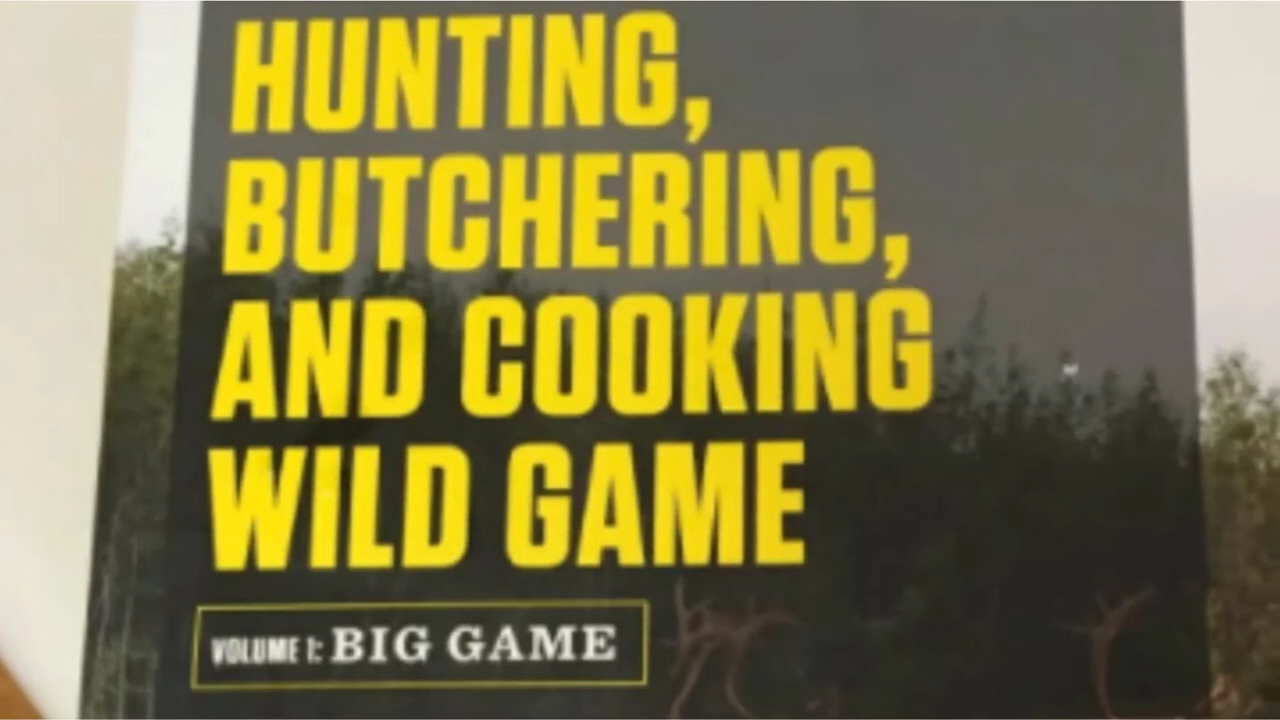 HUNTING,
BUTCHERING,
AND COOKING
WILD GAME
VOLUME 1: BIG GAME